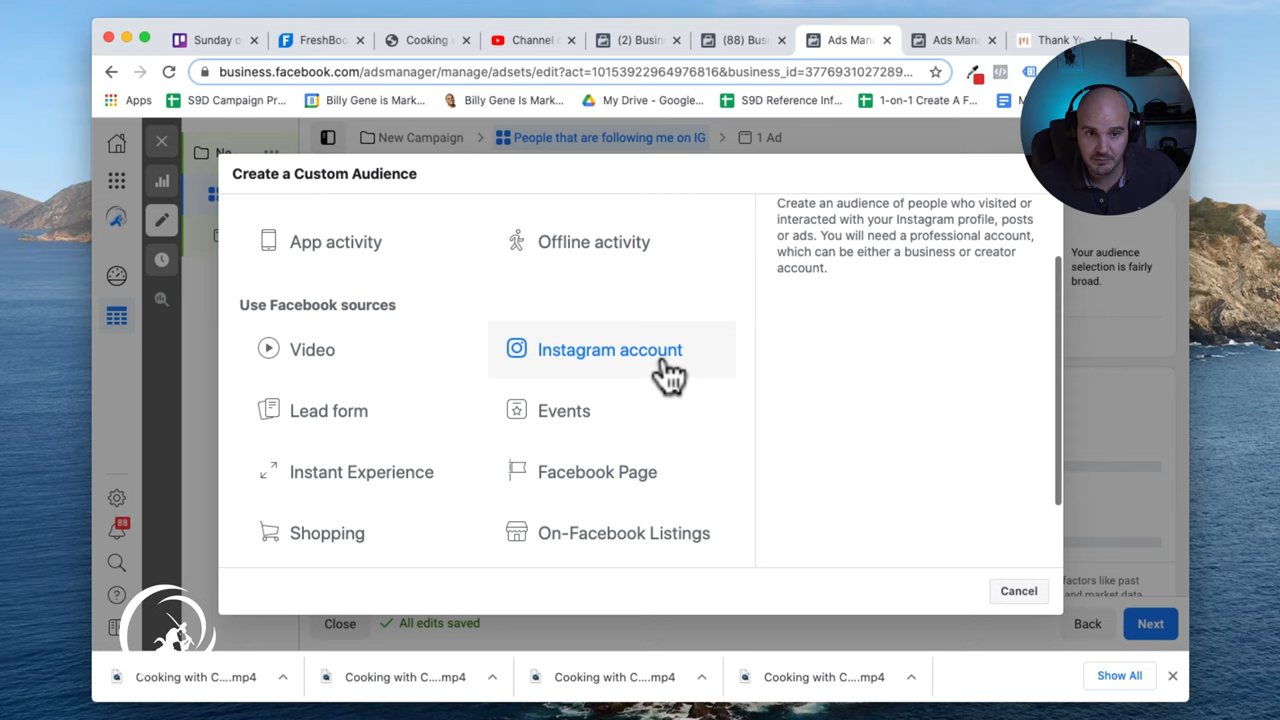 Sunday o
FreshBoo
Cooking w
Channel
(2) Busin
(88) Bus
Ads Man
Ads Man
Thank Yo
business.facebook.com/adsmanager/manage/adsets/edit?act=10153922964976816&business_id=3776931027289...
Apps
S9D Campaign Pr...
Billy Gene is Mark...
Billy Gene Is Mark...
My Drive - Google...
S9D Reference Inf...
1-on-1 Create A F...
New Campaign
People that are following me on IG
1 Ad
Create a Custom Audience
App activity
Offline activity
Use Facebook sources
Video
Instagram account
Lead form
Events
Instant Experience
Facebook Page
Shopping
On-Facebook Listings
Create an audience of people who visited or
interacted with your Instagram profile, posts
or ads. You will need a professional account,
which can be either a business or creator
account.
Your audience
selection is fairly
broad.
factors like past
and market data
Cancel
88
Close
All edits saved
Back
Next
Cooking with C....mp4
Cooking with C....mp4
Cooking with C....mp4
Cooking with C....mp4
Show All